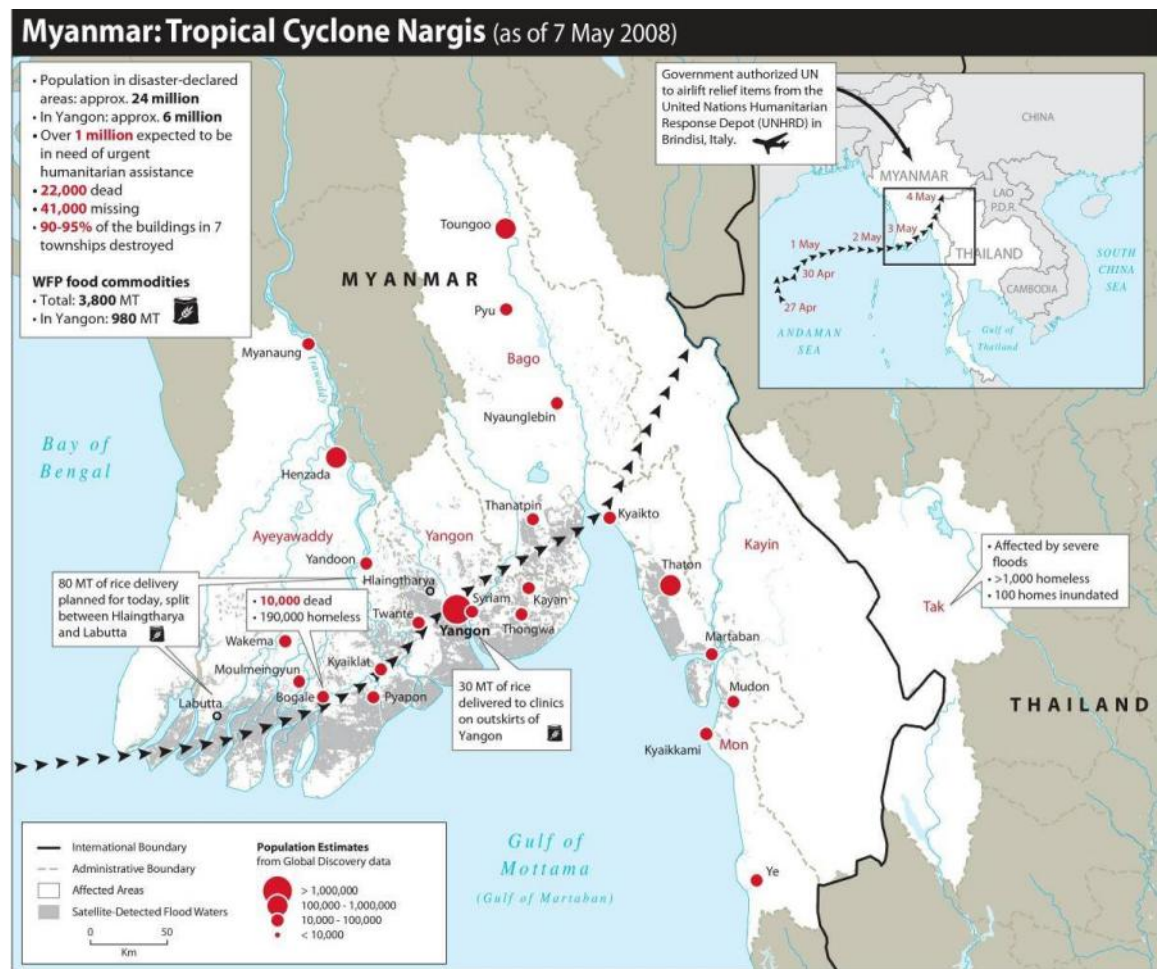 Myanmar: Tropical Cyclone Nargis (as of 7 May 2008)
• Population in disaster-declared
areas: approx. 24 million
• In Yangon: approx. 6 million
• Over 1 million expected to be
in need of urgent
humanitarian assistance
• 22,000 dead
• 41,000 missing
• 90-95% of the buildings in 7
townships destroyed
WFP food commodities
• Total: 3,800 MT
• In Yangon: 980 MT
Government authorized UN
to airlift relief items from the
United Nations Humanitarian
Response Depot (UNHRD) in
Brindisi, Italy.
CHINA
MYANMAR
LAO
P.D.R.
4 May
3 May
2 May
1 May
30 Apr
27 Apr
THAILAND
CAMBODIA
SOUTH
CHINA
SEA
ANDAMAN
SEA
Gulf of
Thailand
MYANMAR
Toungoo
Pyu
Bago
Nyaunglebin
Myanaung
Irawaddy
Bay of
Bengal
Henzada
Thanatpin
Kyaikto
Ayeyawaddy
Yangon
Kayin
Yandoon
Hlaingtharya
Thaton
80 MT of rice delivery
planned for today, split
between Hlaingtharya
and Labutta
• 10,000 dead
• 190,000 homeless
Syriam
Kayan
Twante
Yangon
Thongwa
Tak
• Affected by severe
floods
• >1,000 homeless
• 100 homes inundated
Wakema
Moulmeingyun
Kyaiklat
Martaban
Labutta
Bogale
Pyapon
30 MT of rice
delivered to clinics
on outskirts of
Yangon
Mudon
Kyaikkami
Mon
THAILAND
Gulf of
Mottama
(Gulf of Martaban)
Ye
International Boundary
Administrative Boundary
Affected Areas
Satellite-Detected Flood Waters
0 50
Km
Population Estimates
from Global Discovery data
> 1,000,000
100,000 - 1,000,000
10,000 - 100,000
< 10,000